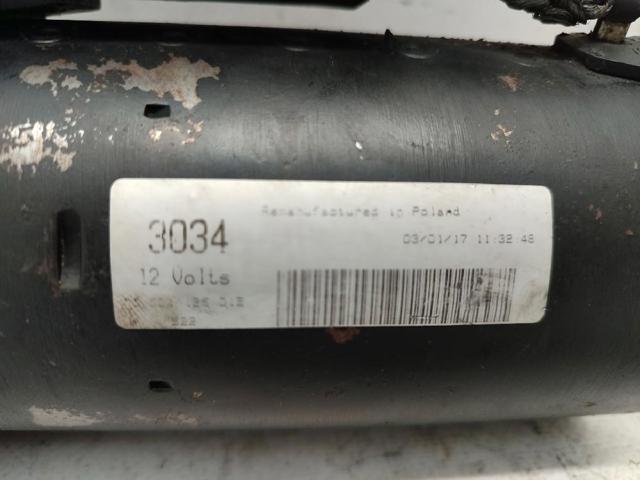 Remanufactured in Poland
3034
03/01/17 11:32:48
12 Volts